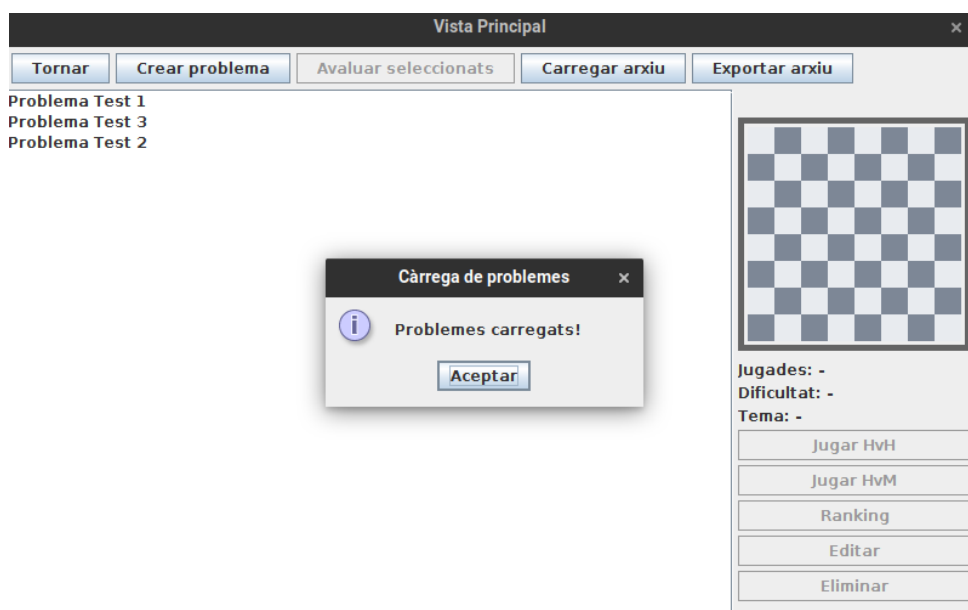 Vista Principal
×
Tornar Crear problema Avaluar seleccionats Carregar arxiu Exportar arxiu
Problema Test 1
Problema Test 3
Problema Test 2
Càrrega de problemes ×
i
Problemes carregats!
Aceptar
Jugades: -
Dificultat: -
Tema: -
Jugar HvH
Jugar HvM
Ranking
Editar
Eliminar